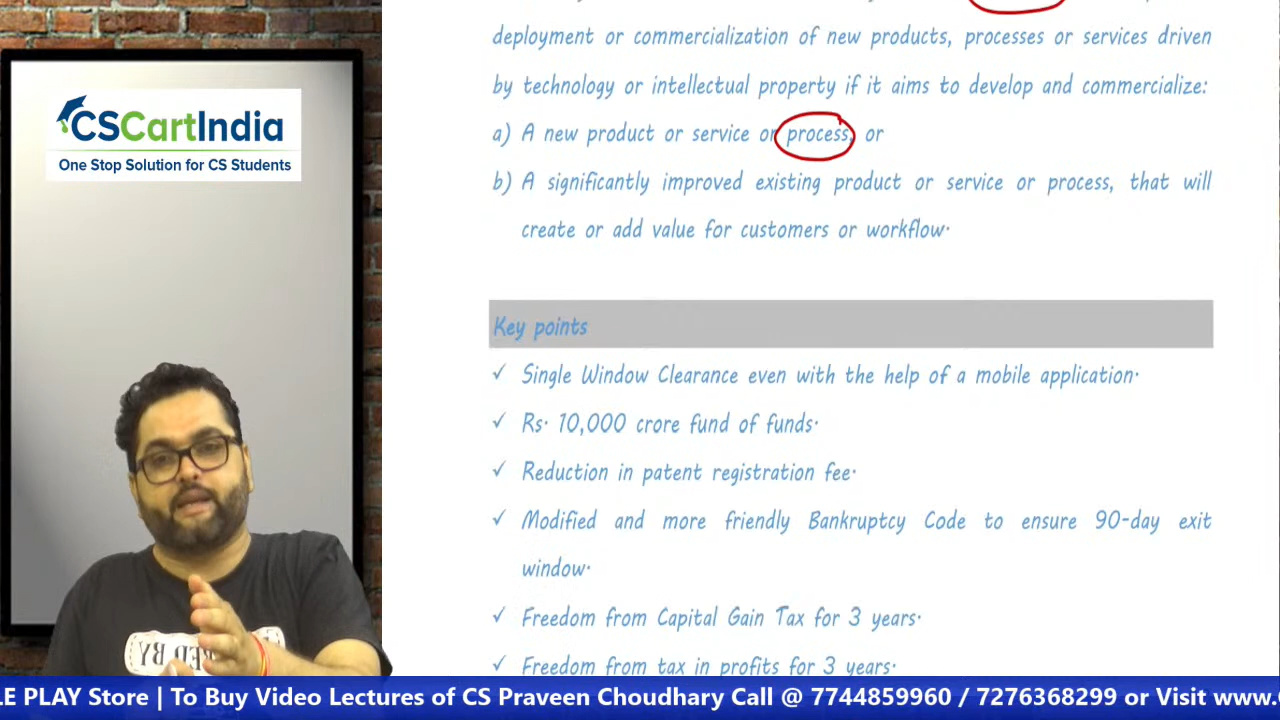 deployment or commercialization of new products, processes or services driven
by technology or intellectual property if it aims to develop and commercialize:
a) A new product or service or process, or
b) A significantly improved existing product or service or process, that will
create or add value for customers or workflow.
CSCartIndia
One Stop Solution for CS Students
Key points
✓ Single Window Clearance even with the help of a mobile application.
✓ Rs. 10,000 crore fund of funds.
✓ Reduction in patent registration fee.
✓ Modified and more friendly Bankruptcy Code to ensure 90-day exit
window.
✓ Freedom from Capital Gain Tax for 3 years.
✓ Freedom from tax in profits for 3 years.
PLAY Store | To Buy Video Lectures of CS Praveen Choudhary Call @ 7744859960 / 7276368299 or Visit www.